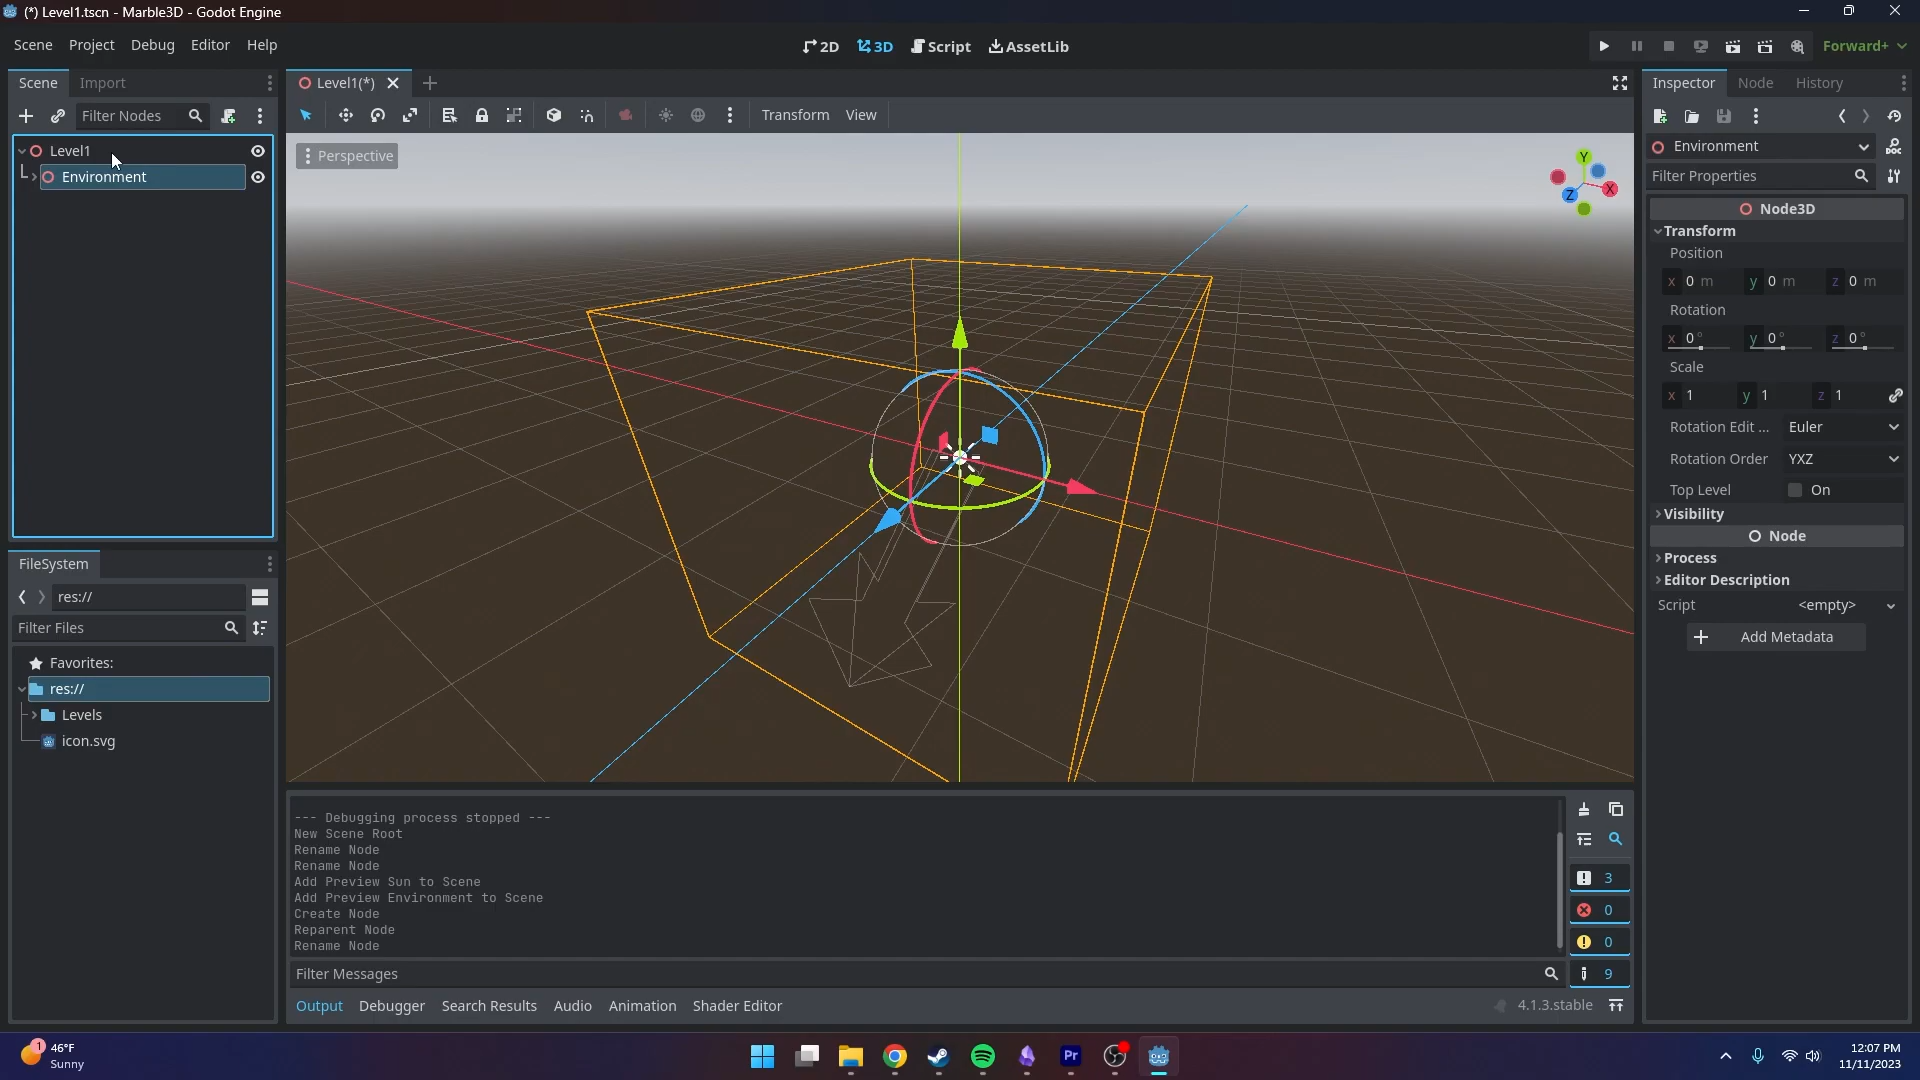 (*) Level1.tscn - Marble3D - Godot Engine
Scene Project Debug Editor Help
2D 3D Script AssetLib
Forward+
Scene Import
Filter Nodes
Level1
Environment
FileSystem
res://
Filter Files
Favorites:
res://
Levels
icon.svg
Level1(*)
Transform View
Perspective
Y
X
Z
--- Debugging process stopped ---
New Scene Root
Rename Node
Rename Node
Add Preview Sun to Scene
Add Preview Environment to Scene
Create Node
Reparent Node
Rename Node
3
0
0
9
Filter Messages
Output Debugger Search Results Audio Animation Shader Editor
4.1.3.stable
Inspector Node History
Environment
Filter Properties
Node3D
Transform
Position
x 0 m y 0 m z 0 m
Rotation
x 0 ° y 0 ° z 0 °
Scale
x 1 y 1 z 1
Rotation Edit ... Euler
Rotation Order YXZ
Top Level On
Visibility
Node
Process
Editor Description
Script <empty>
Add Metadata
1
46°F
Sunny
Pr
12:07 PM
11/11/2023